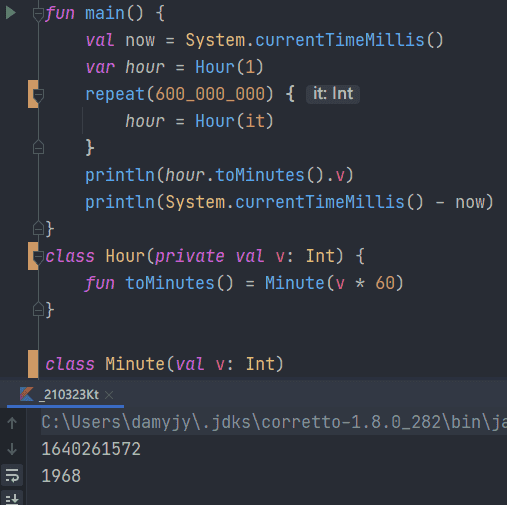 fun main() {
val now = System.currentTimeMillis()
var hour = Hour(1)
repeat(600_000_000) { it: Int
hour = Hour(it)
}
println(hour.toMinutes().v)
println(System.currentTimeMillis() - now)
}
class Hour(private val v: Int) {
fun toMinutes() = Minute(v * 60)
}
class Minute(val v: Int)
_210323Kt
C:\Users\damyjy\.jdks\corretto-1.8.0_282\bin\ja
1640261572
1968